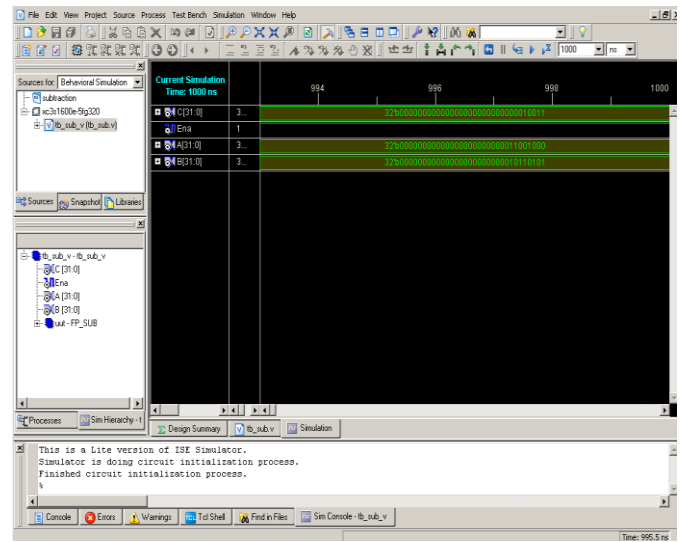 File Edit View Project Source Process Test Bench Simulation Window Help
1000 ns
Sources for: Behavioral Simulation
subtraction
xc3s1600e-5fg320
tb_sub_v (tb_sub.v)
Sources Snapshot Libraries
tb_sub_v - tb_sub_v
C [31:0]
Ena
A [31:0]
B [31:0]
uut - FP_SUB
Processes Sim Hierarchy - t
Current Simulation
Time: 1000 ns
994 996 998 1000
C[31:0] 3... 32'b00000000000000000000000000010011
Ena 1
A[31:0] 3... 32'b00000000000000000000000011001000
B[31:0] 3... 32'b00000000000000000000000010110101
Design Summary tb_sub.v Simulation
This is a Lite version of ISE Simulator.
Simulator is doing circuit initialization process.
Finished circuit initialization process.
%
Console Errors Warnings Tcl Shell Find in Files Sim Console - tb_sub_v
Time: 995.5 ns